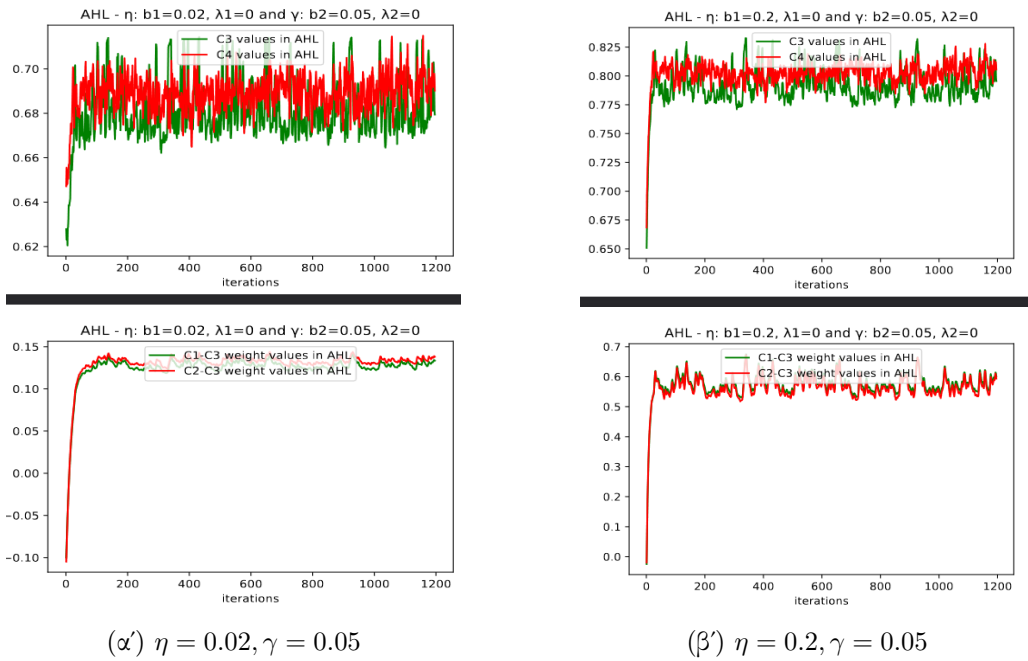 AHL - η: b1=0.02, λ1=0 and γ: b2=0.05, λ2=0
C3 values in AHL
C4 values in AHL
0.70
0.68
0.66
0.64
0.62
0 200 400 600 800 1000 1200
iterations
AHL - η: b1=0.2, λ1=0 and γ: b2=0.05, λ2=0
C3 values in AHL
C4 values in AHL
0.825
0.800
0.775
0.750
0.725
0.700
0.675
0.650
0 200 400 600 800 1000 1200
iterations
AHL - η: b1=0.02, λ1=0 and γ: b2=0.05, λ2=0
C1-C3 weight values in AHL
C2-C3 weight values in AHL
0.15
0.10
0.05
0.00
−0.05
−0.10
0 200 400 600 800 1000 1200
iterations
AHL - η: b1=0.2, λ1=0 and γ: b2=0.05, λ2=0
C1-C3 weight values in AHL
C2-C3 weight values in AHL
0.7
0.6
0.5
0.4
0.3
0.2
0.1
0.0
0 200 400 600 800 1000 1200
iterations
(αʹ) η = 0.02, γ = 0.05
(βʹ) η = 0.2, γ = 0.05